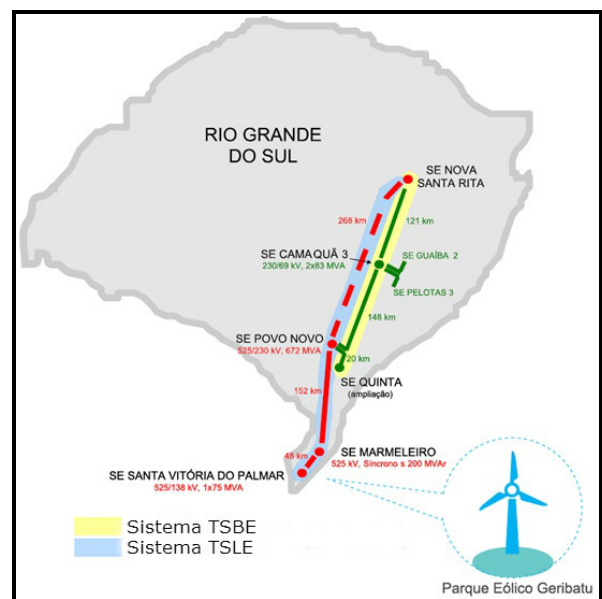 RIO GRANDE
DO SUL
SE NOVA
SANTA RITA
268 km
121 km
SE CAMAQUÃ 3
230/69 kV, 2x83 MVA
SE GUAÍBA 2
SE PELOTAS 3
148 km
SE POVO NOVO
525/230 kV, 672 MVA
20 km
SE QUINTA
(ampliação)
152 km
48 km
SE MARMELEIRO
525 kV, Síncrono s 200 MVAr
SE SANTA VITÓRIA DO PALMAR
525/138 kV, 1x75 MVA
Sistema TSBE
Sistema TSLE
Parque Eólico Geribatu